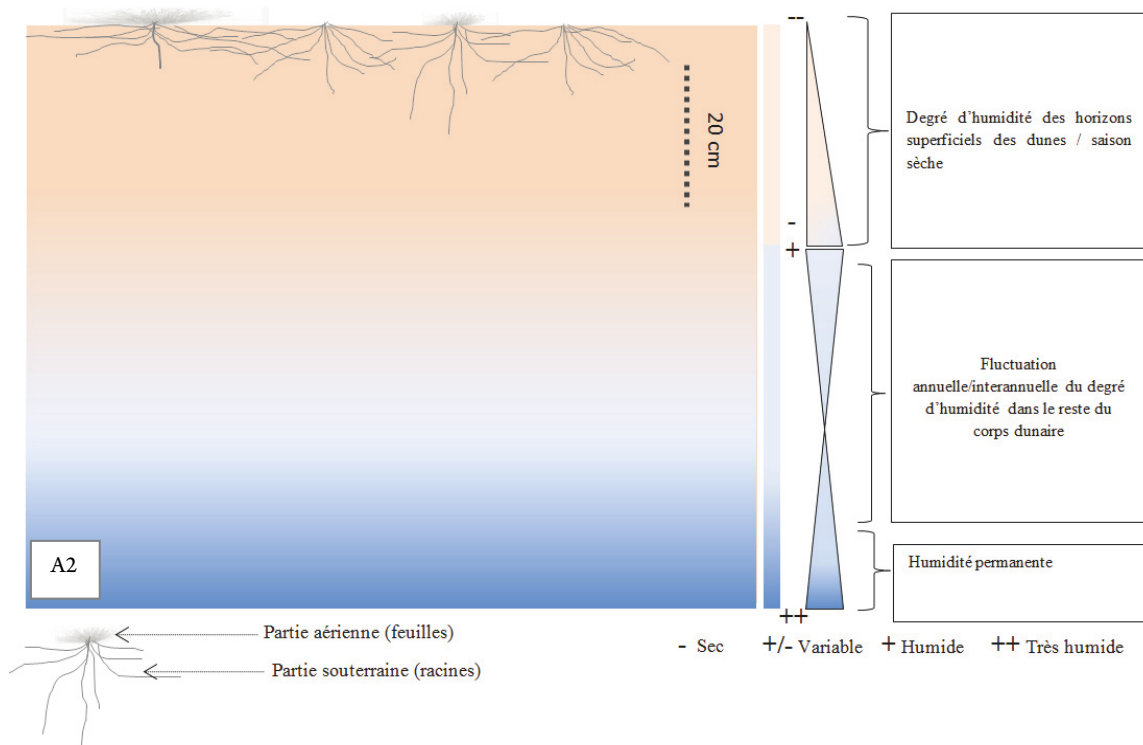 --
20 cm
-
+
Degré d’humidité des horizons
superficiels des dunes / saison
sèche
Fluctuation
annuelle/interannuelle du degré
d’humidité dans le reste du
corps dunaire
A2
Humidité permanente
++
Partie aérienne (feuilles)
Partie souterraine (racines)
- Sec +/- Variable + Humide ++ Très humide